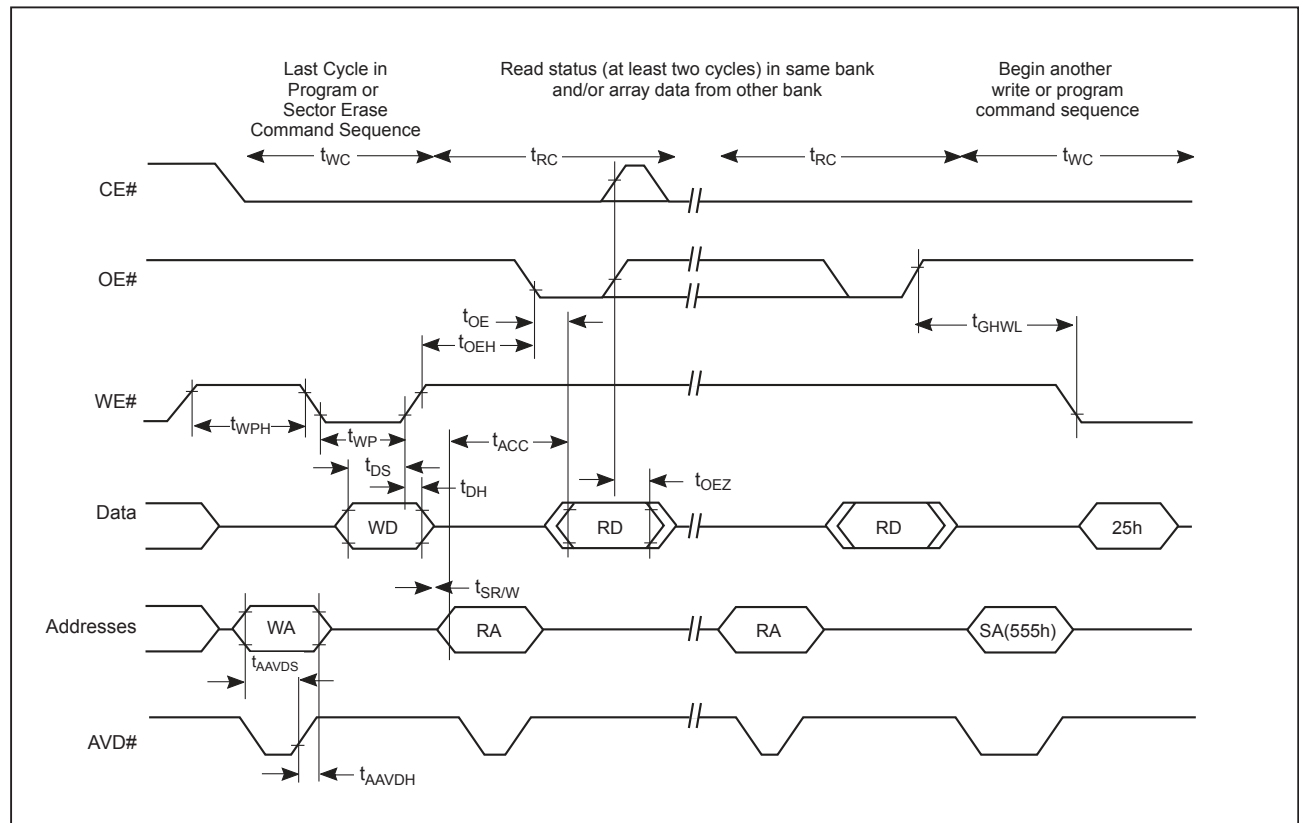 Last Cycle in
Program or
Sector Erase
Command Sequence
Read status (at least two cycles) in same bank
and/or array data from other bank
Begin another
write or program
command sequence
tWC
tRC
tRC
tWC
CE#
OE#
tOE
tOEH
tGHWL
WE#
tWPH
tWP
tACC
tDS
tDH
tOEZ
Data
WD
RD
RD
25h
tSR/W
Addresses
WA
RA
RA
SA(555h)
tAAVDS
AVD#
tAAVDH